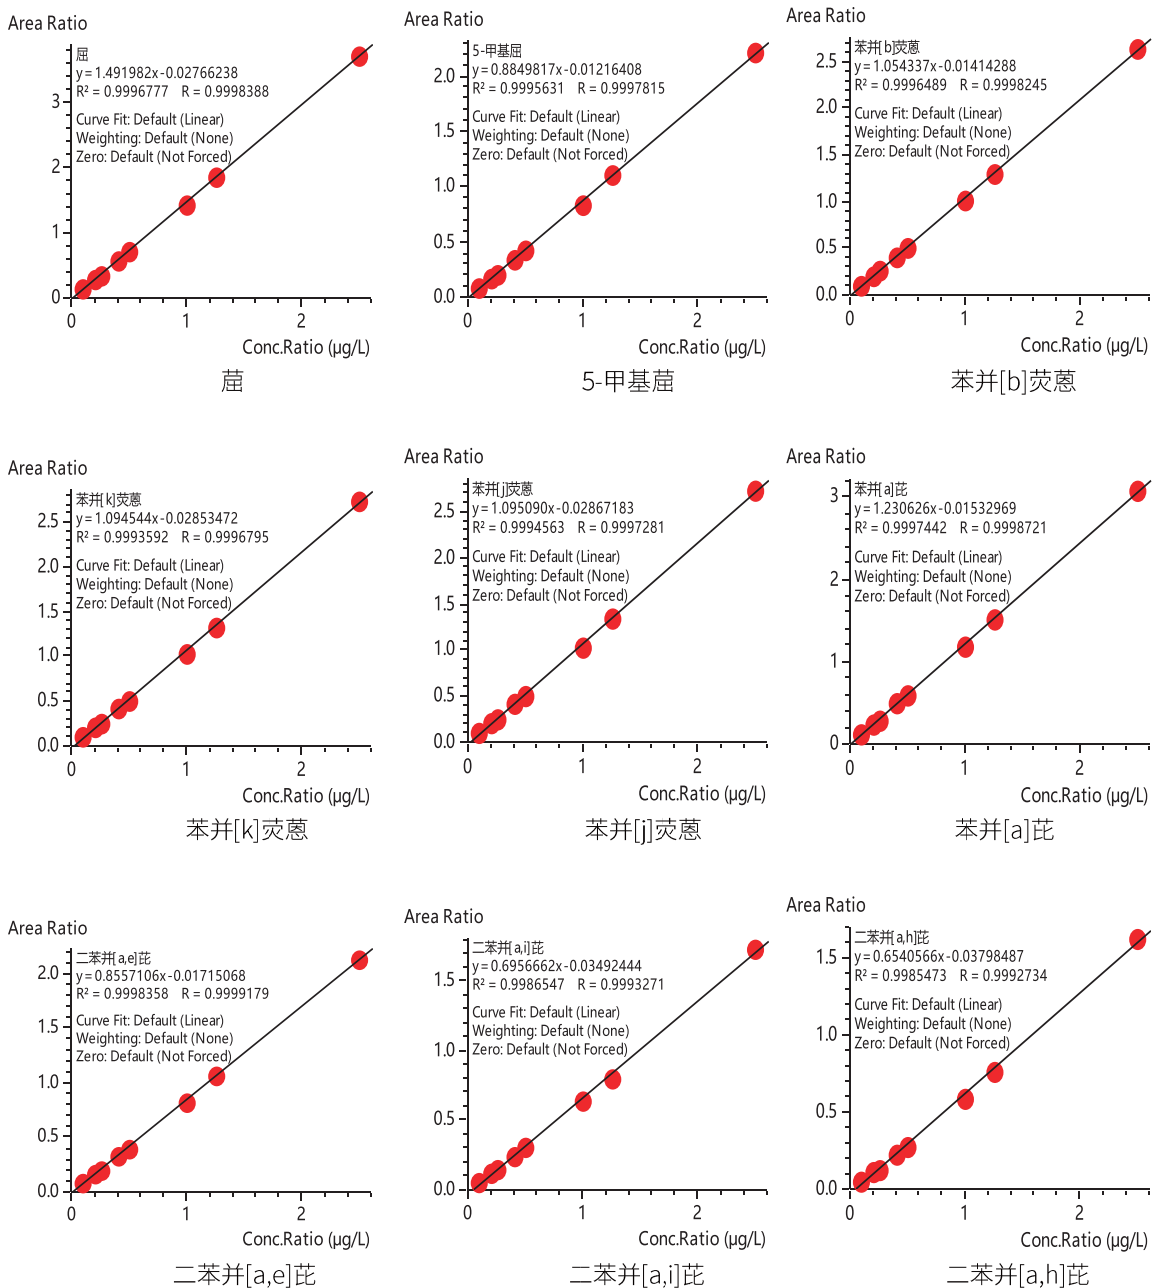 Area Ratio
屈
y=1.491982x-0.02766238
R² = 0.9996777 R = 0.9998388
Curve Fit: Default (Linear)
Weighting: Default (None)
Zero: Default (Not Forced)
3
2
1
0
0 1 2
Conc.Ratio (µg/L)
䓛
Area Ratio
5-甲基屈
y=0.8849817x-0.01216408
R² = 0.9995631 R = 0.9997815
Curve Fit: Default (Linear)
Weighting: Default (None)
Zero: Default (Not Forced)
2.0
1.5
1.0
0.5
0.0
0 1 2
Conc.Ratio (µg/L)
5-甲基䓛
Area Ratio
苯并[b]荧蒽
y=1.054337x-0.01414288
R² = 0.9996489 R = 0.9998245
Curve Fit: Default (Linear)
Weighting: Default (None)
Zero: Default (Not Forced)
2.5
2.0
1.5
1.0
0.5
0.0
0 1 2
Conc.Ratio (µg/L)
苯并[b]荧蒽
Area Ratio
苯并[k]荧蒽
y=1.094544x-0.02853472
R² = 0.9993592 R = 0.9996795
Curve Fit: Default (Linear)
Weighting: Default (None)
Zero: Default (Not Forced)
2.5
2.0
1.5
1.0
0.5
0.0
0 1 2
Conc.Ratio (µg/L)
苯并[k]荧蒽
Area Ratio
苯并[j]荧蒽
y=1.095090x-0.02867183
R² = 0.9994563 R = 0.9997281
Curve Fit: Default (Linear)
Weighting: Default (None)
Zero: Default (Not Forced)
2.5
2.0
1.5
1.0
0.5
0.0
0 1 2
Conc.Ratio (µg/L)
苯并[j]荧蒽
Area Ratio
苯并[a]芘
y=1.230626x-0.01532969
R² = 0.9997442 R = 0.9998721
Curve Fit: Default (Linear)
Weighting: Default (None)
Zero: Default (Not Forced)
3
2
1
0
0 1 2
Conc.Ratio (µg/L)
苯并[a]芘
Area Ratio
二苯并[a,e]芘
y=0.8557106x-0.01715068
R² = 0.9998358 R = 0.9999179
Curve Fit: Default (Linear)
Weighting: Default (None)
Zero: Default (Not Forced)
2.0
1.5
1.0
0.5
0.0
0 1 2
Conc.Ratio (µg/L)
二苯并[a,e]芘
Area Ratio
二苯并[a,i]芘
y=0.6956662x-0.03492444
R² = 0.9986547 R = 0.9993271
Curve Fit: Default (Linear)
Weighting: Default (None)
Zero: Default (Not Forced)
1.5
1.0
0.5
0.0
0 1 2
Conc.Ratio (µg/L)
二苯并[a,i]芘
Area Ratio
二苯并[a,h]芘
y=0.6540566x-0.03798487
R² = 0.9985473 R = 0.9992734
Curve Fit: Default (Linear)
Weighting: Default (None)
Zero: Default (Not Forced)
1.5
1.0
0.5
0.0
0 1 2
Conc.Ratio (µg/L)
二苯并[a,h]芘